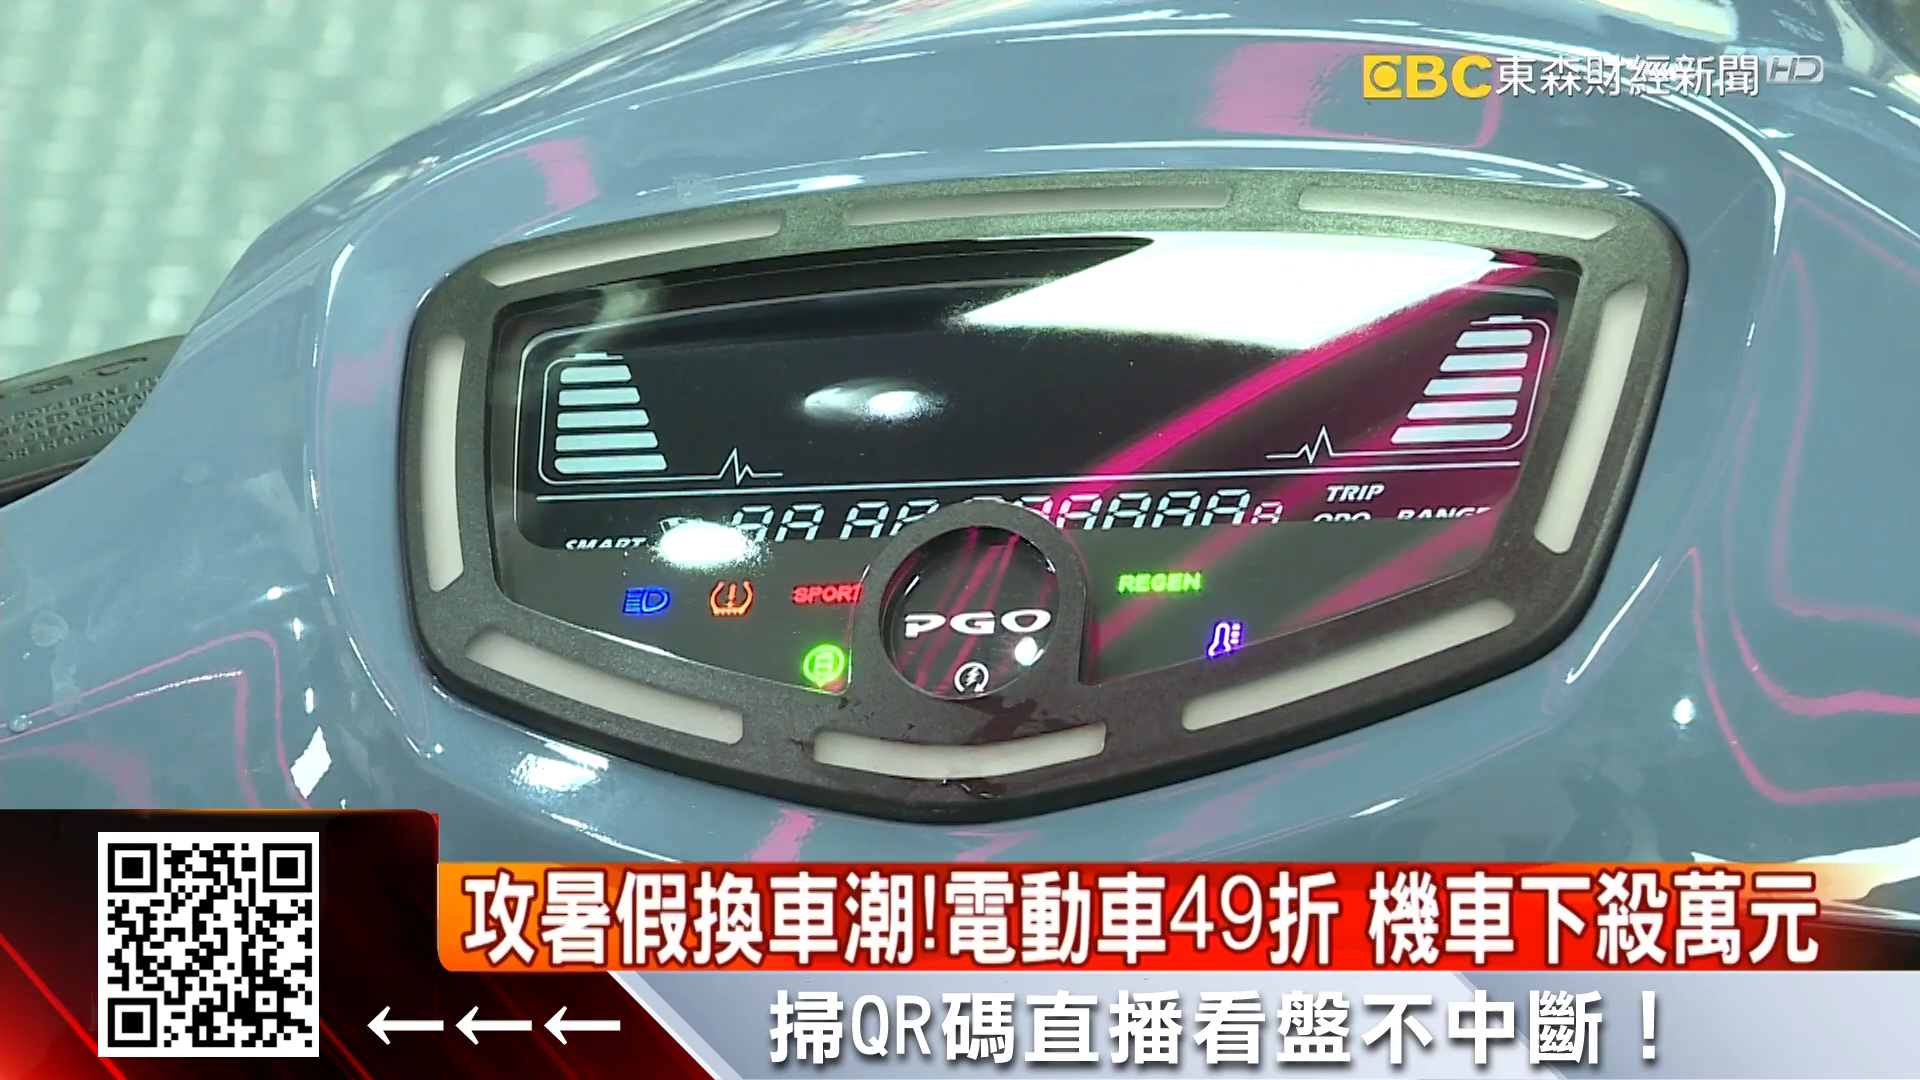 EBC東森財經新聞HD
TRIP
SMART
SPORT
REGEN
PGO
攻暑假換車潮!電動車49折 機車下殺萬元
←←← 掃QR碼直播看盤不中斷!